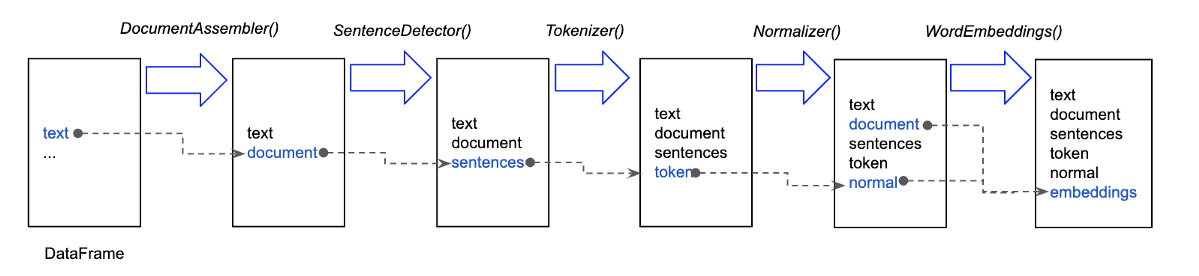 DocumentAssembler()
SentenceDetector()
Tokenizer()
Normalizer()
WordEmbeddings()
text
...
text
document
text
document
sentences
text
document
sentences
token
text
document
sentences
token
normal
text
document
sentences
token
normal
embeddings
DataFrame